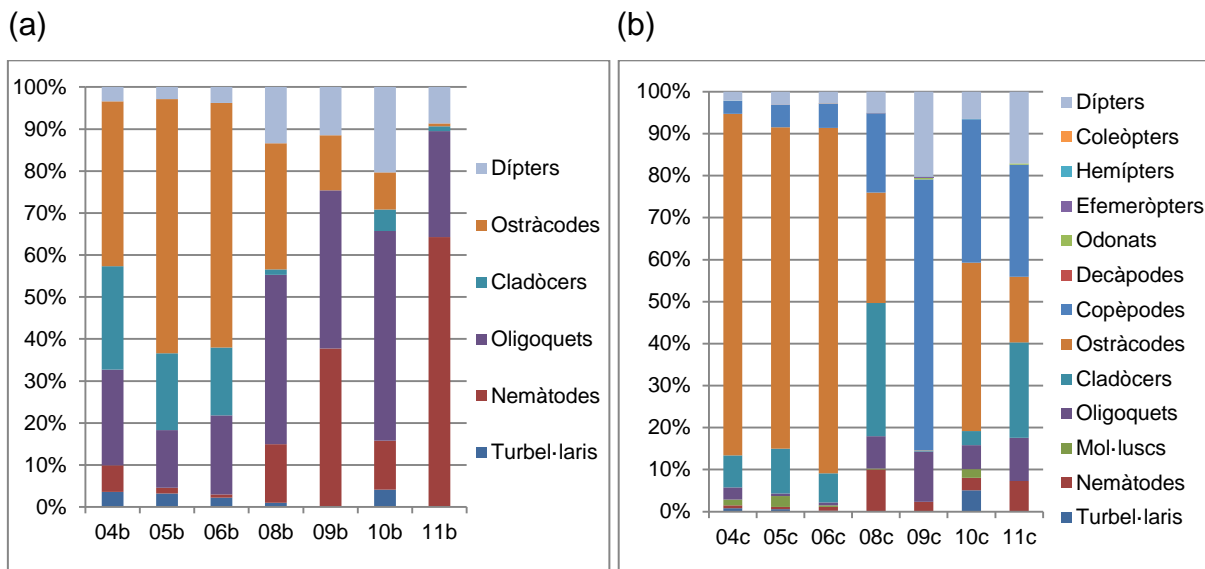 (a)
100%
90%
80%
70%
60%
50%
40%
30%
20%
10%
0%
04b 05b 06b 08b 09b 10b 11b
Dípters
Ostràcodes
Cladòcers
Oligoquets
Nemàtodes
Turbel·laris
(b)
100%
90%
80%
70%
60%
50%
40%
30%
20%
10%
0%
04c 05c 06c 08c 09c 10c 11c
Dípters
Coleòpters
Hemípters
Efemeròpters
Odonats
Decàpodes
Copèpodes
Ostràcodes
Cladòcers
Oligoquets
Mol·luscs
Nemàtodes
Turbel·laris